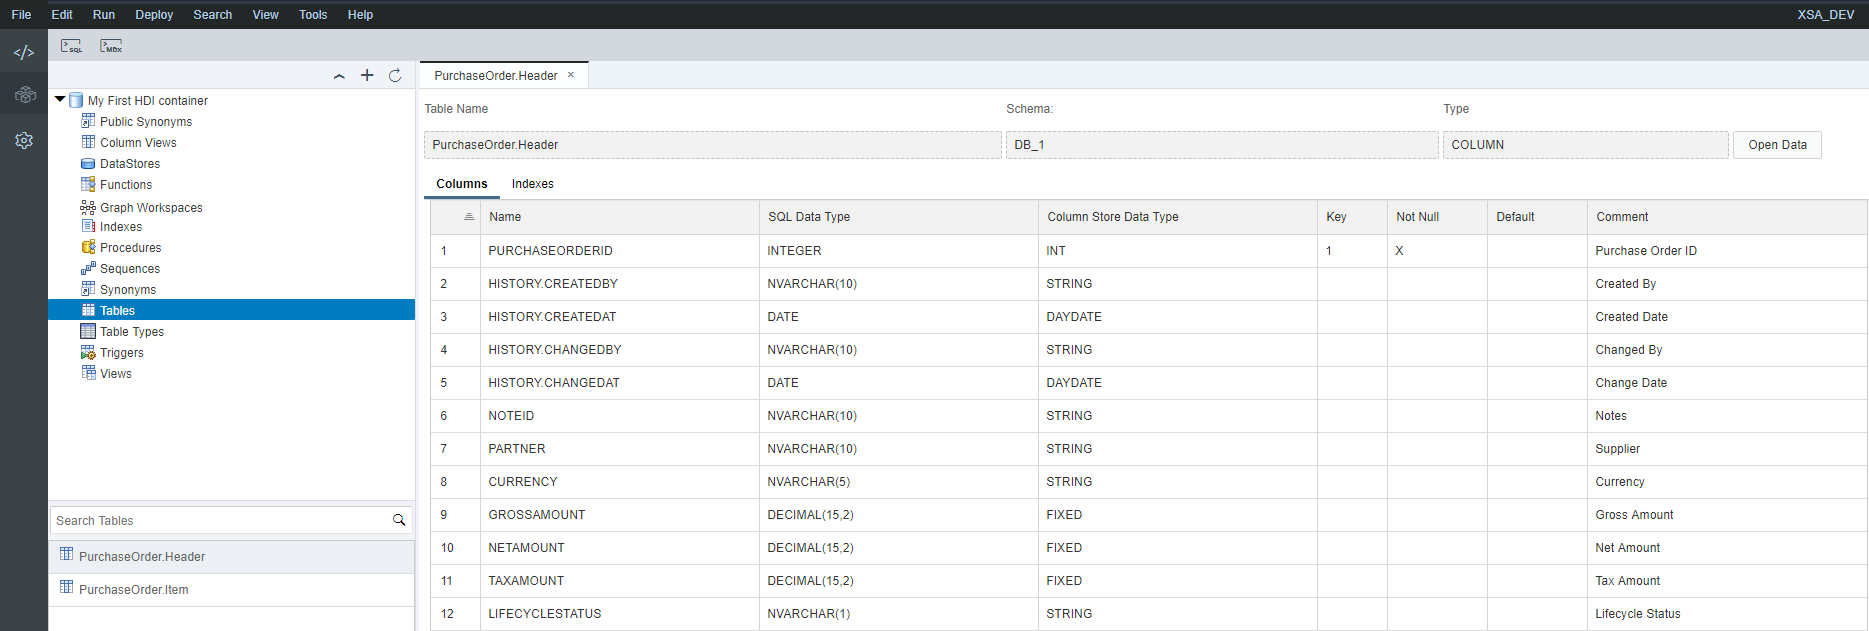 File Edit Run Deploy Search View Tools Help XSA_DEV
SQL MDX
PurchaseOrder.Header ×
My First HDI container
Public Synonyms
Column Views
DataStores
Functions
Graph Workspaces
Indexes
Procedures
Sequences
Synonyms
Tables
Table Types
Triggers
Views
Search Tables
PurchaseOrder.Header
PurchaseOrder.Item
Table Name Schema: Type
PurchaseOrder.Header DB_1 COLUMN Open Data
Columns Indexes
Name SQL Data Type Column Store Data Type Key Not Null Default Comment
1 PURCHASEORDERID INTEGER INT 1 X Purchase Order ID
2 HISTORY.CREATEDBY NVARCHAR(10) STRING Created By
3 HISTORY.CREATEDAT DATE DAYDATE Created Date
4 HISTORY.CHANGEDBY NVARCHAR(10) STRING Changed By
5 HISTORY.CHANGEDAT DATE DAYDATE Change Date
6 NOTEID NVARCHAR(10) STRING Notes
7 PARTNER NVARCHAR(10) STRING Supplier
8 CURRENCY NVARCHAR(5) STRING Currency
9 GROSSAMOUNT DECIMAL(15,2) FIXED Gross Amount
10 NETAMOUNT DECIMAL(15,2) FIXED Net Amount
11 TAXAMOUNT DECIMAL(15,2) FIXED Tax Amount
12 LIFECYCLESTATUS NVARCHAR(1) STRING Lifecycle Status